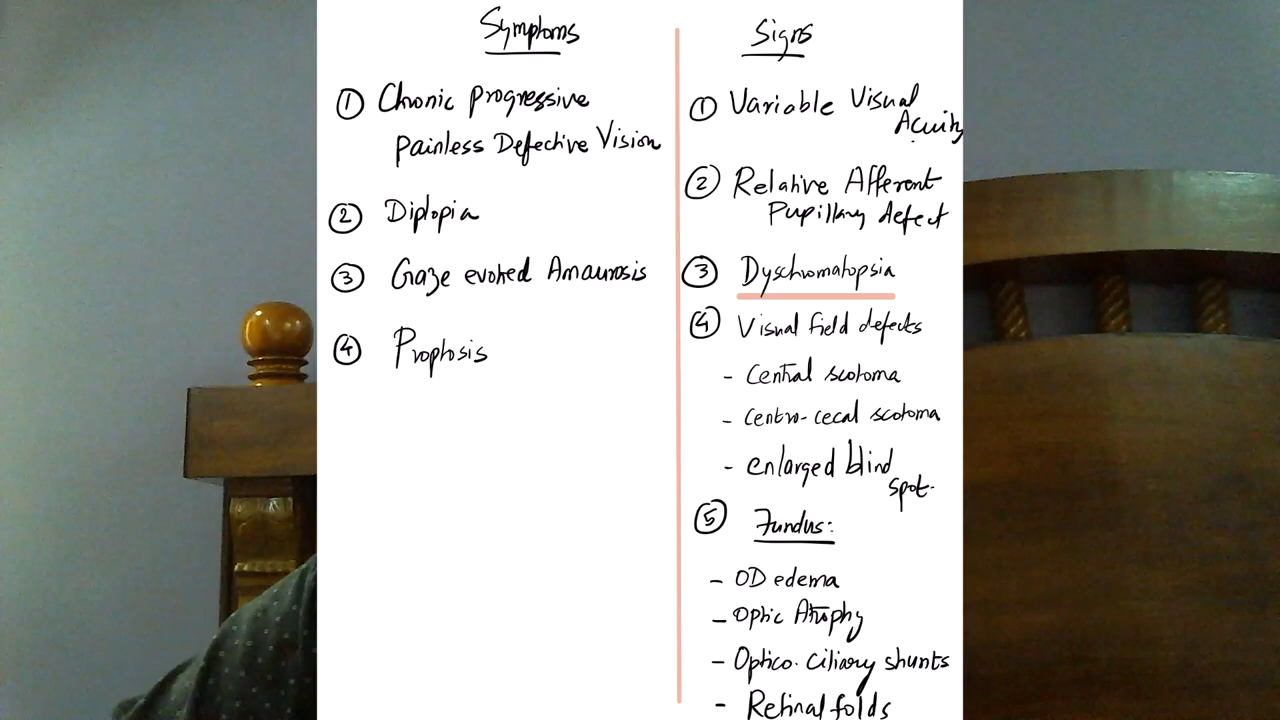 Symptoms
① Chronic Progressive
Painless Defective Vision
② Diplopia
③ Gaze evoked Amaurosis
④ Proptosis
Signs
① Variable Visual
Acuity
② Relative Afferent
Pupillary defect
③ Dyschromatopsia
④ Visual field defects
- Central scotoma
- Centro-cecal scotoma
- enlarged blind
spot.
⑤ Fundus:
- OD edema
- Optic Atrophy
- Optico. Ciliary shunts
- Retinal folds